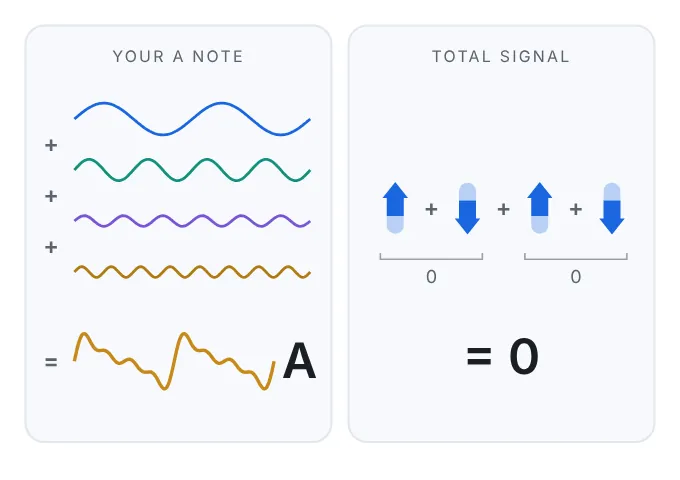 YOUR A NOTE
+
+
+
= A
TOTAL SIGNAL
+ + +
0 0
= 0